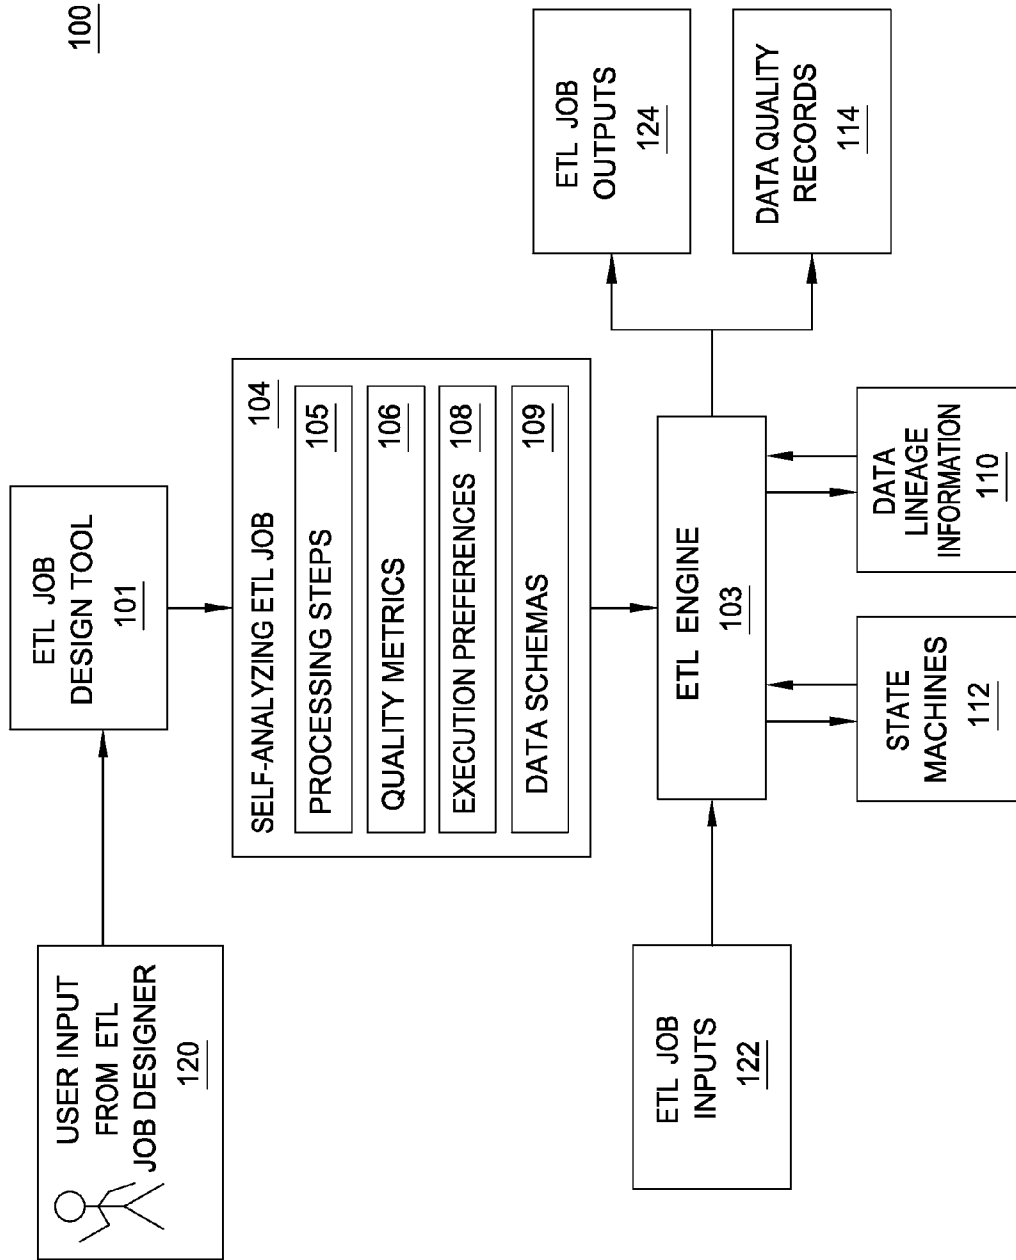 100
USER INPUT
FROM ETL
JOB DESIGNER
120
ETL JOB
DESIGN TOOL
101
SELF-ANALYZING ETL JOB 104
PROCESSING STEPS 105
QUALITY METRICS 106
EXECUTION PREFERENCES 108
DATA SCHEMAS 109
ETL JOB
INPUTS
122
ETL ENGINE
103
STATE
MACHINES
112
DATA
LINEAGE
INFORMATION
110
ETL JOB
OUTPUTS
124
DATA QUALITY
RECORDS
114